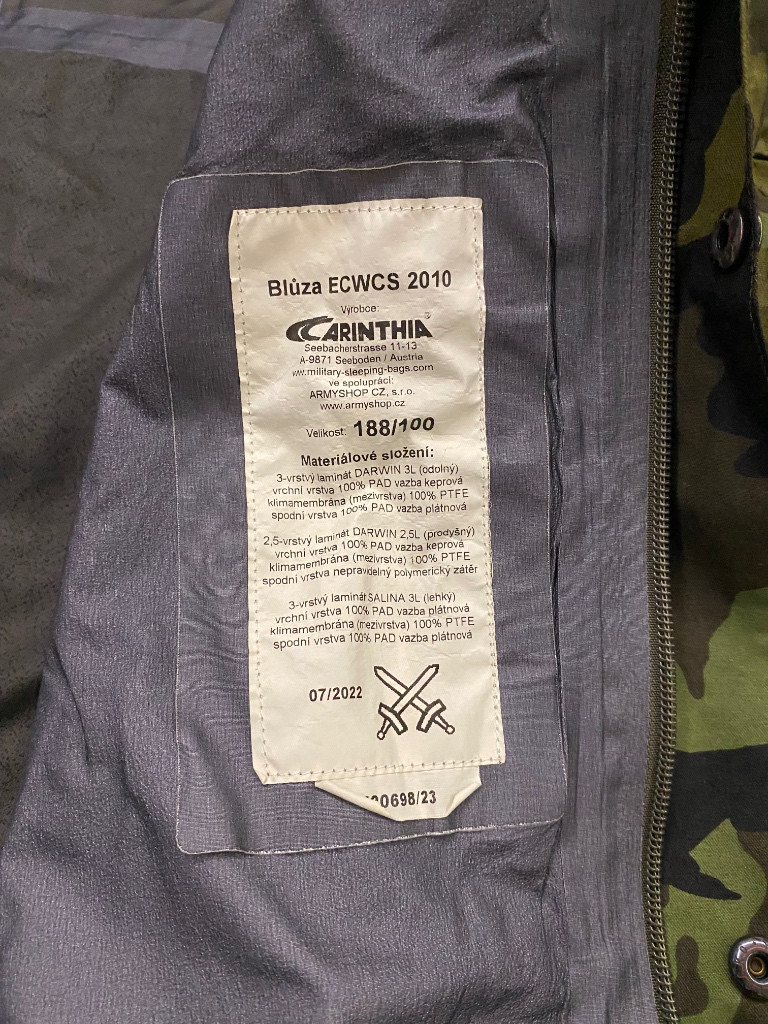 Blůza ECWCS 2010
Výrobce:
CARINTHIA®
Seebacherstrasse 11-13
A-9871 Seeboden / Austria
www.military-sleeping-bags.com
ve spolupráci:
ARMYSHOP CZ, s.r.o.
www.armyshop.cz
Velikost: 188/100
Materiálové složení:
3-vrstvý laminát DARWIN 3L (odolný)
vrchní vrstva 100% PAD vazba keprová
klimamembrána (mezivrstva) 100% PTFE
spodní vrstva 100% PAD vazba plátnová
2,5-vrstvý laminát DARWIN 2,5L (prodyšný)
vrchní vrstva 100% PAD vazba keprová
klimamembrána (mezivrstva) 100% PTFE
spodní vrstva nepravidelný polymerický zátěr
3-vrstvý laminát SALINA 3L (lehký)
vrchní vrstva 100% PAD vazba plátnová
klimamembrána (mezivrstva) 100% PTFE
spodní vrstva 100% PAD vazba plátnová
07/2022
0698/23